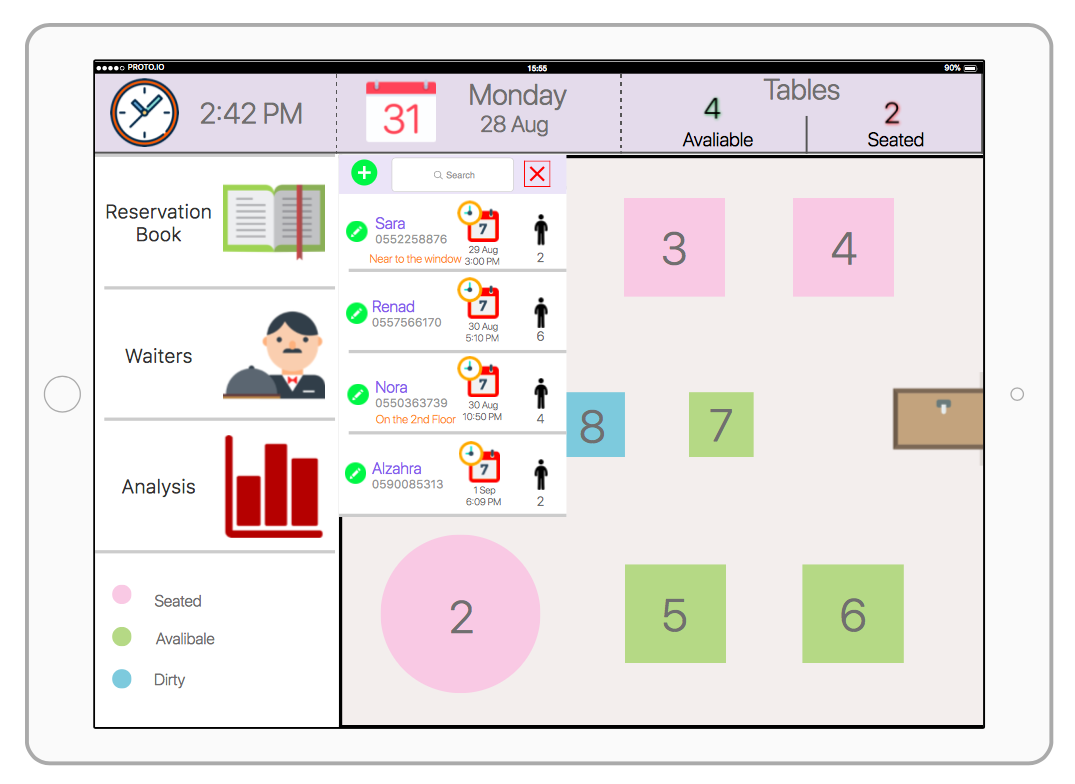 PROTO.IO
15:55
90%
2:42 PM
31
Monday
28 Aug
Tables
4
Avaliable
2
Seated
Reservation
Book
Waiters
Analysis
Seated
Avalibale
Dirty
Search
Sara
0552258876
Near to the window
7
29 Aug
3:00 PM
2
Renad
0557566170
7
30 Aug
5:10 PM
6
Nora
0550363739
On the 2nd Floor
7
30 Aug
10:50 PM
4
Alzahra
0590085313
7
1 Sep
6:09 PM
2
3
4
8
7
2
5
6